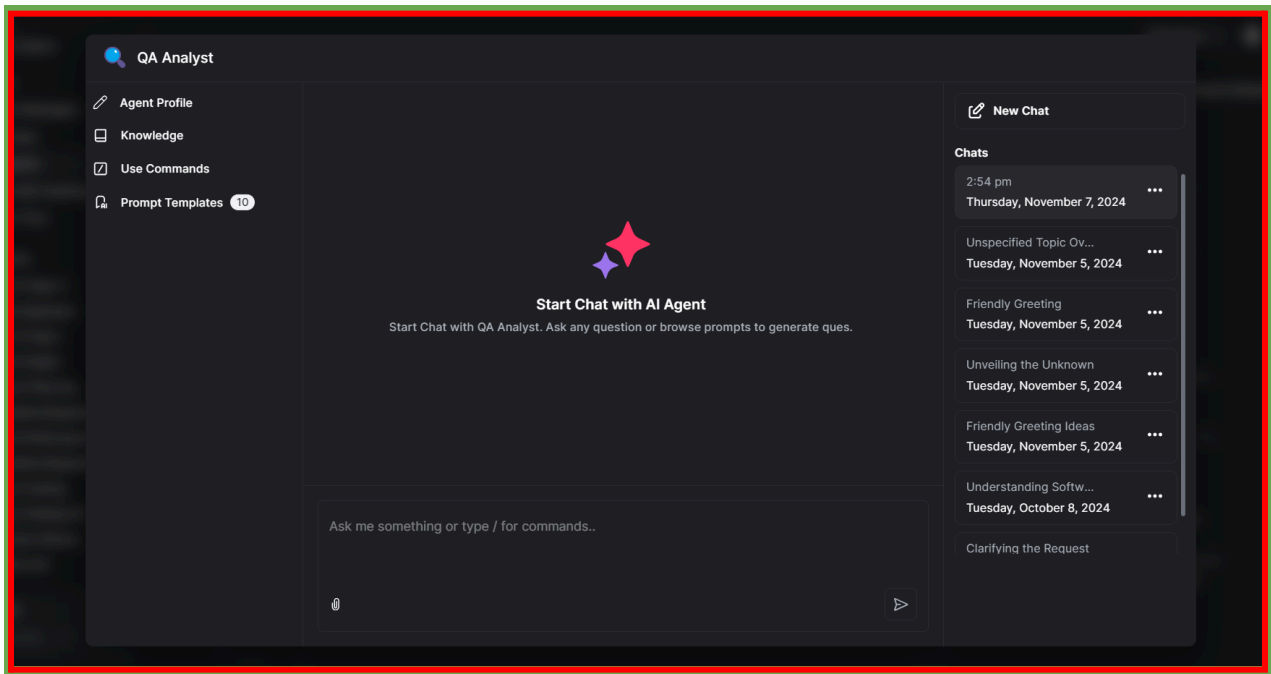 QA Analyst
Agent Profile
Knowledge
Use Commands
Prompt Templates 10
Start Chat with AI Agent
Start Chat with QA Analyst. Ask any question or browse prompts to generate ques.
Ask me something or type / for commands..
New Chat
Chats
2:54 pm
Thursday, November 7, 2024
Unspecified Topic Ov...
Tuesday, November 5, 2024
Friendly Greeting
Tuesday, November 5, 2024
Unveiling the Unknown
Tuesday, November 5, 2024
Friendly Greeting Ideas
Tuesday, November 5, 2024
Understanding Softw...
Tuesday, October 8, 2024
Clarifying the Request